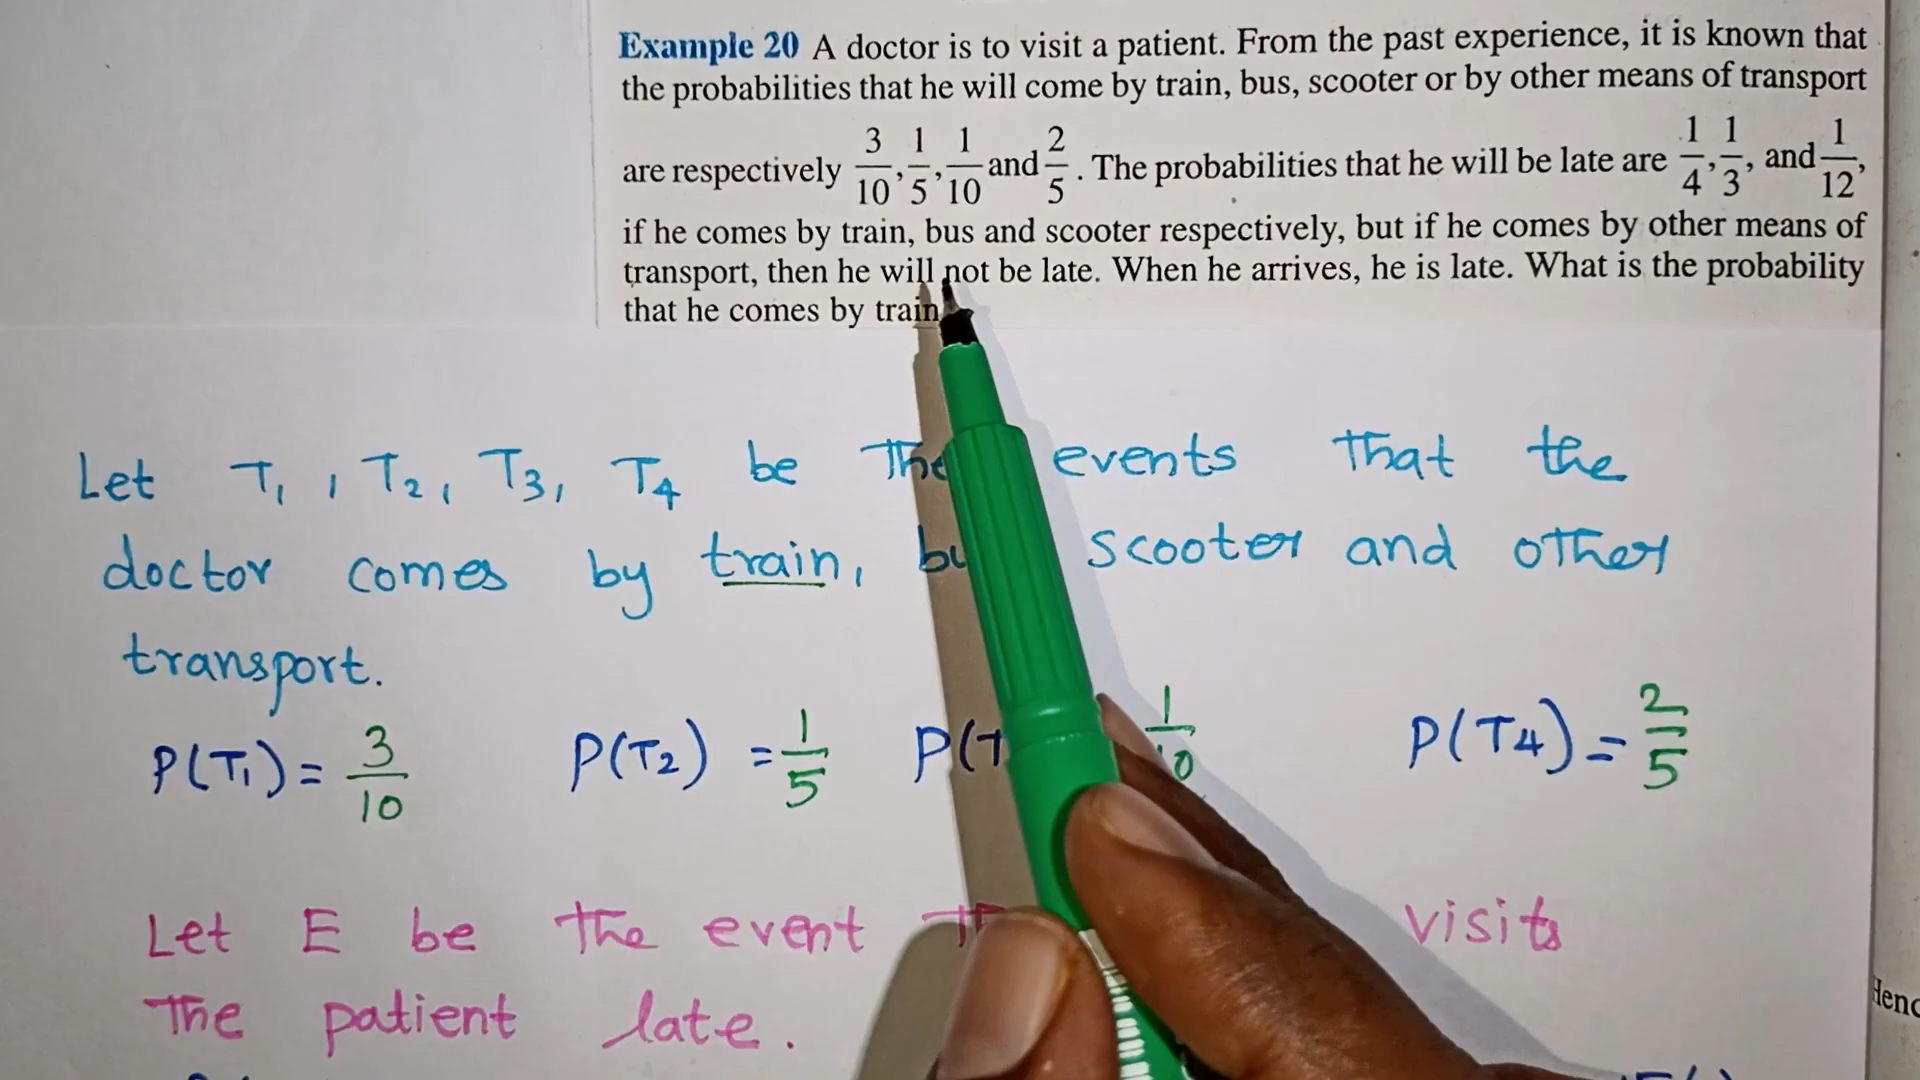 Example 20 A doctor is to visit a patient. From the past experience, it is known that
the probabilities that he will come by train, bus, scooter or by other means of transport
are respectively 3/10, 1/5, 1/10 and 2/5. The probabilities that he will be late are 1/4, 1/3, and 1/12,
if he comes by train, bus and scooter respectively, but if he comes by other means of
transport, then he will not be late. When he arrives, he is late. What is the probability
that he comes by train
Let T1, T2, T3, T4 be The events that the
doctor comes by train, scooter and other
transport.
P(T1) = 3/10 P(T2) = 1/5 P(T 1/10 P(T4) = 2/5
Let E be the event visits
The patient late.
Henc